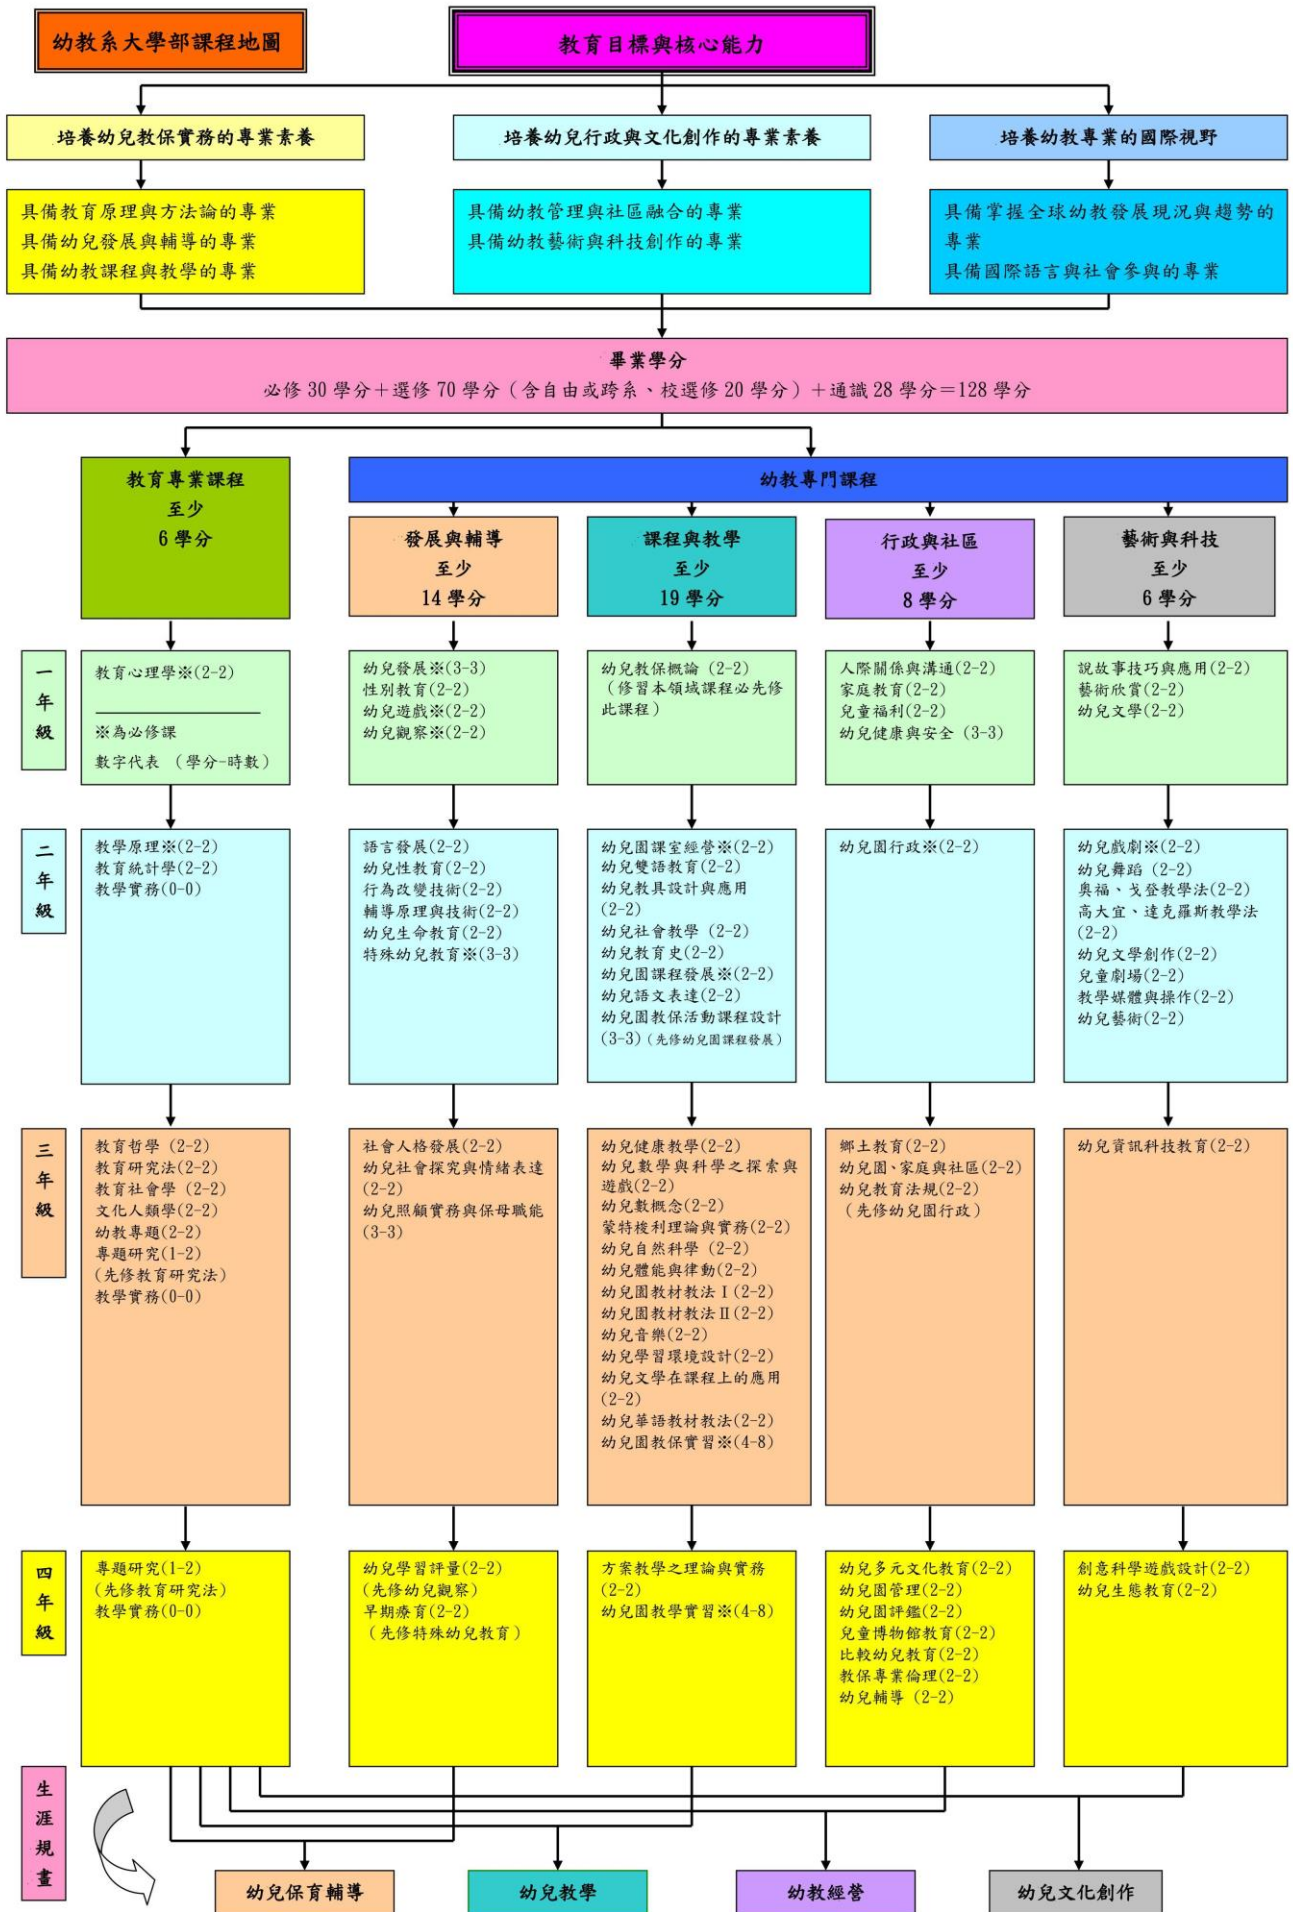 幼教系大學部課程地圖
教育目標與核心能力
培養幼兒教保實務的專業素養
培養幼兒行政與文化創作的專業素養
培養幼教專業的國際視野
具備教育原理與方法論的專業
具備幼兒發展與輔導的專業
具備幼教課程與教學的專業
具備幼教管理與社區融合的專業
具備幼教藝術與科技創作的專業
具備掌握全球幼教發展現況與趨勢的
專業
具備國際語言與社會參與的專業
畢業學分
必修 30 學分＋選修 70 學分（含自由或跨系、校選修 20 學分）＋通識 28 學分＝128 學分
教育專業課程
至少
6 學分
幼教專門課程
發展與輔導
至少
14 學分
課程與教學
至少
19 學分
行政與社區
至少
8 學分
藝術與科技
至少
6 學分
一年級
教育心理學※(2-2)
※為必修課
數字代表 （學分-時數）
幼兒發展※(3-3)
性別教育(2-2)
幼兒遊戲※(2-2)
幼兒觀察※(2-2)
幼兒教保概論 (2-2)
（修習本領域課程必先修
此課程）
人際關係與溝通(2-2)
家庭教育(2-2)
兒童福利(2-2)
幼兒健康與安全 (3-3)
說故事技巧與應用(2-2)
藝術欣賞(2-2)
幼兒文學(2-2)
二年級
教學原理※(2-2)
教育統計學(2-2)
教學實務(0-0)
語言發展(2-2)
幼兒性教育(2-2)
行為改變技術(2-2)
輔導原理與技術(2-2)
幼兒生命教育(2-2)
特殊幼兒教育※(3-3)
幼兒園課室經營※(2-2)
幼兒雙語教育(2-2)
幼兒教具設計與應用
(2-2)
幼兒社會教學 (2-2)
幼兒教育史(2-2)
幼兒園課程發展※(2-2)
幼兒語文表達(2-2)
幼兒園教保活動課程設計
(3-3)（先修幼兒園課程發展）
幼兒園行政※(2-2)
幼兒戲劇※(2-2)
幼兒舞蹈 (2-2)
奧福、戈登教學法(2-2)
高大宜、達克羅斯教學法
(2-2)
幼兒文學創作(2-2)
兒童劇場(2-2)
教學媒體與操作(2-2)
幼兒藝術(2-2)
三年級
教育哲學 (2-2)
教育研究法(2-2)
教育社會學 (2-2)
文化人類學(2-2)
幼教專題(2-2)
專題研究(1-2)
(先修教育研究法)
教學實務(0-0)
社會人格發展(2-2)
幼兒社會探究與情緒表達
(2-2)
幼兒照顧實務與保母職能
(3-3)
幼兒健康教學(2-2)
幼兒數學與科學之探索與
遊戲(2-2)
幼兒數概念(2-2)
蒙特梭利理論與實務(2-2)
幼兒自然科學 (2-2)
幼兒體能與律動(2-2)
幼兒園教材教法Ⅰ(2-2)
幼兒園教材教法Ⅱ(2-2)
幼兒音樂(2-2)
幼兒學習環境設計(2-2)
幼兒文學在課程上的應用
(2-2)
幼兒華語教材教法(2-2)
幼兒園教保實習※(4-8)
鄉土教育(2-2)
幼兒園、家庭與社區(2-2)
幼兒教育法規(2-2)
（先修幼兒園行政）
幼兒資訊科技教育(2-2)
四年級
專題研究(1-2)
(先修教育研究法)
教學實務(0-0)
幼兒學習評量(2-2)
(先修幼兒觀察)
早期療育(2-2)
（先修特殊幼兒教育）
方案教學之理論與實務
(2-2)
幼兒園教學實習※(4-8)
幼兒多元文化教育(2-2)
幼兒園管理(2-2)
幼兒園評鑑(2-2)
兒童博物館教育(2-2)
比較幼兒教育(2-2)
教保專業倫理(2-2)
幼兒輔導 (2-2)
創意科學遊戲設計(2-2)
幼兒生態教育(2-2)
生涯規畫
幼兒保育輔導
幼兒教學
幼教經營
幼兒文化創作